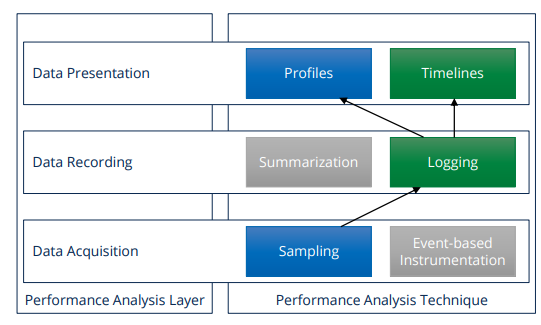 Data Presentation
Profiles
Timelines
Data Recording
Summarization
Logging
Data Acquisition
Sampling
Event-based
Instrumentation
Performance Analysis Layer
Performance Analysis Technique